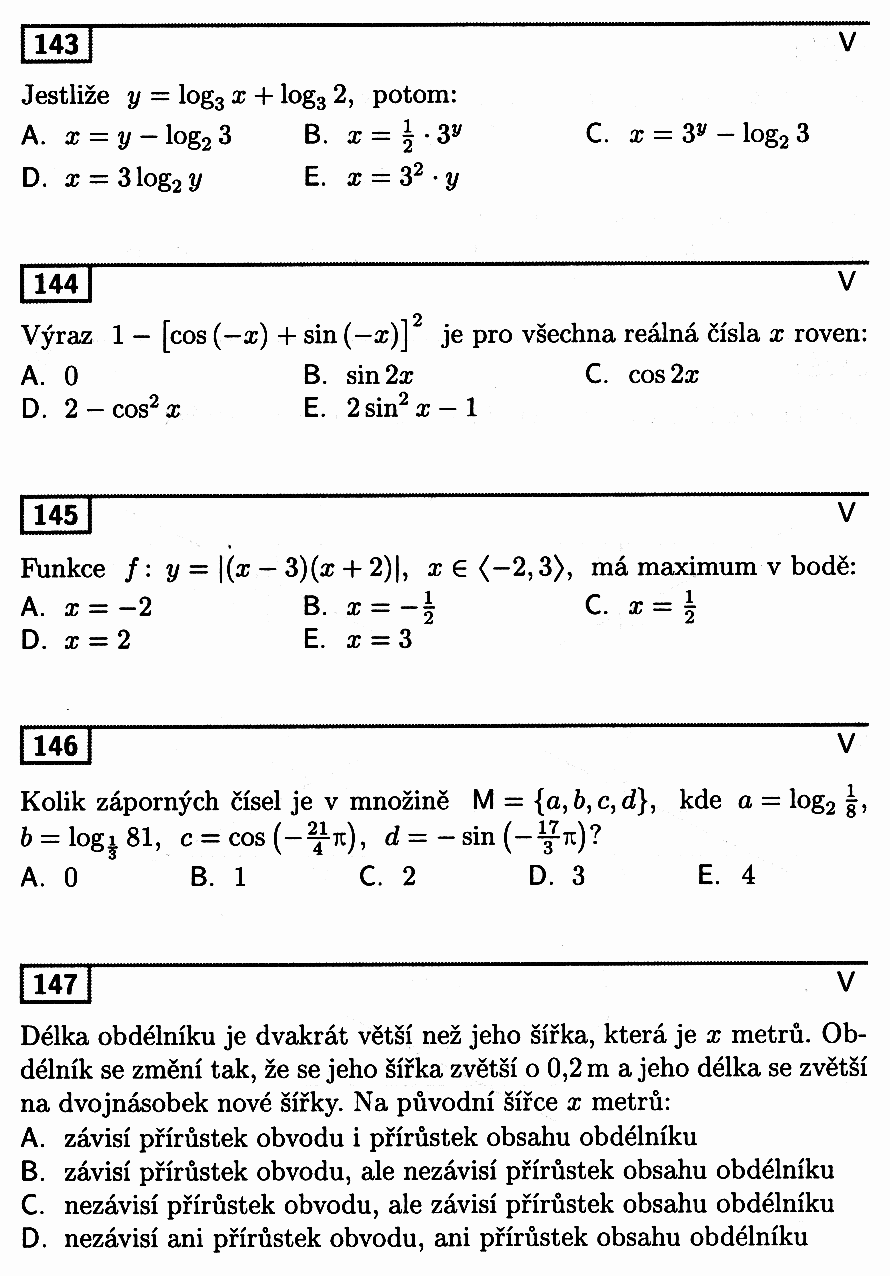 143 V
Jestliže y = log₃ x + log₃ 2, potom:
A. x = y − log₂ 3 B. x = ½ · 3ʸ C. x = 3ʸ − log₂ 3
D. x = 3 log₂ y E. x = 3² · y
144 V
Výraz 1 − [cos (−x) + sin (−x)]² je pro všechna reálná čísla x roven:
A. 0 B. sin 2x C. cos 2x
D. 2 − cos² x E. 2 sin² x − 1
145 V
Funkce f: y = |(x − 3)(x + 2)|, x ∈ ⟨−2, 3⟩, má maximum v bodě:
A. x = −2 B. x = −½ C. x = ½
D. x = 2 E. x = 3
146 V
Kolik záporných čísel je v množině M = {a, b, c, d}, kde a = log₂ ⅛,
b = log_⅓ 81, c = cos (−21/4 π), d = − sin (−17/3 π)?
A. 0 B. 1 C. 2 D. 3 E. 4
147 V
Délka obdélníku je dvakrát větší než jeho šířka, která je x metrů. Ob-
délník se změní tak, že se jeho šířka zvětší o 0,2 m a jeho délka se zvětší
na dvojnásobek nové šířky. Na původní šířce x metrů:
A. závisí přírůstek obvodu i přírůstek obsahu obdélníku
B. závisí přírůstek obvodu, ale nezávisí přírůstek obsahu obdélníku
C. nezávisí přírůstek obvodu, ale závisí přírůstek obsahu obdélníku
D. nezávisí ani přírůstek obvodu, ani přírůstek obsahu obdélníku